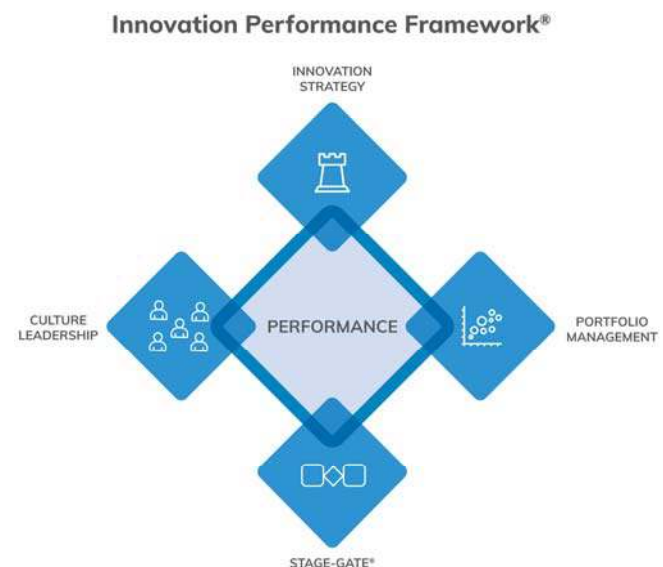 Innovation Performance Framework®
INNOVATION
STRATEGY
CULTURE
LEADERSHIP
PERFORMANCE
PORTFOLIO
MANAGEMENT
STAGE-GATE®